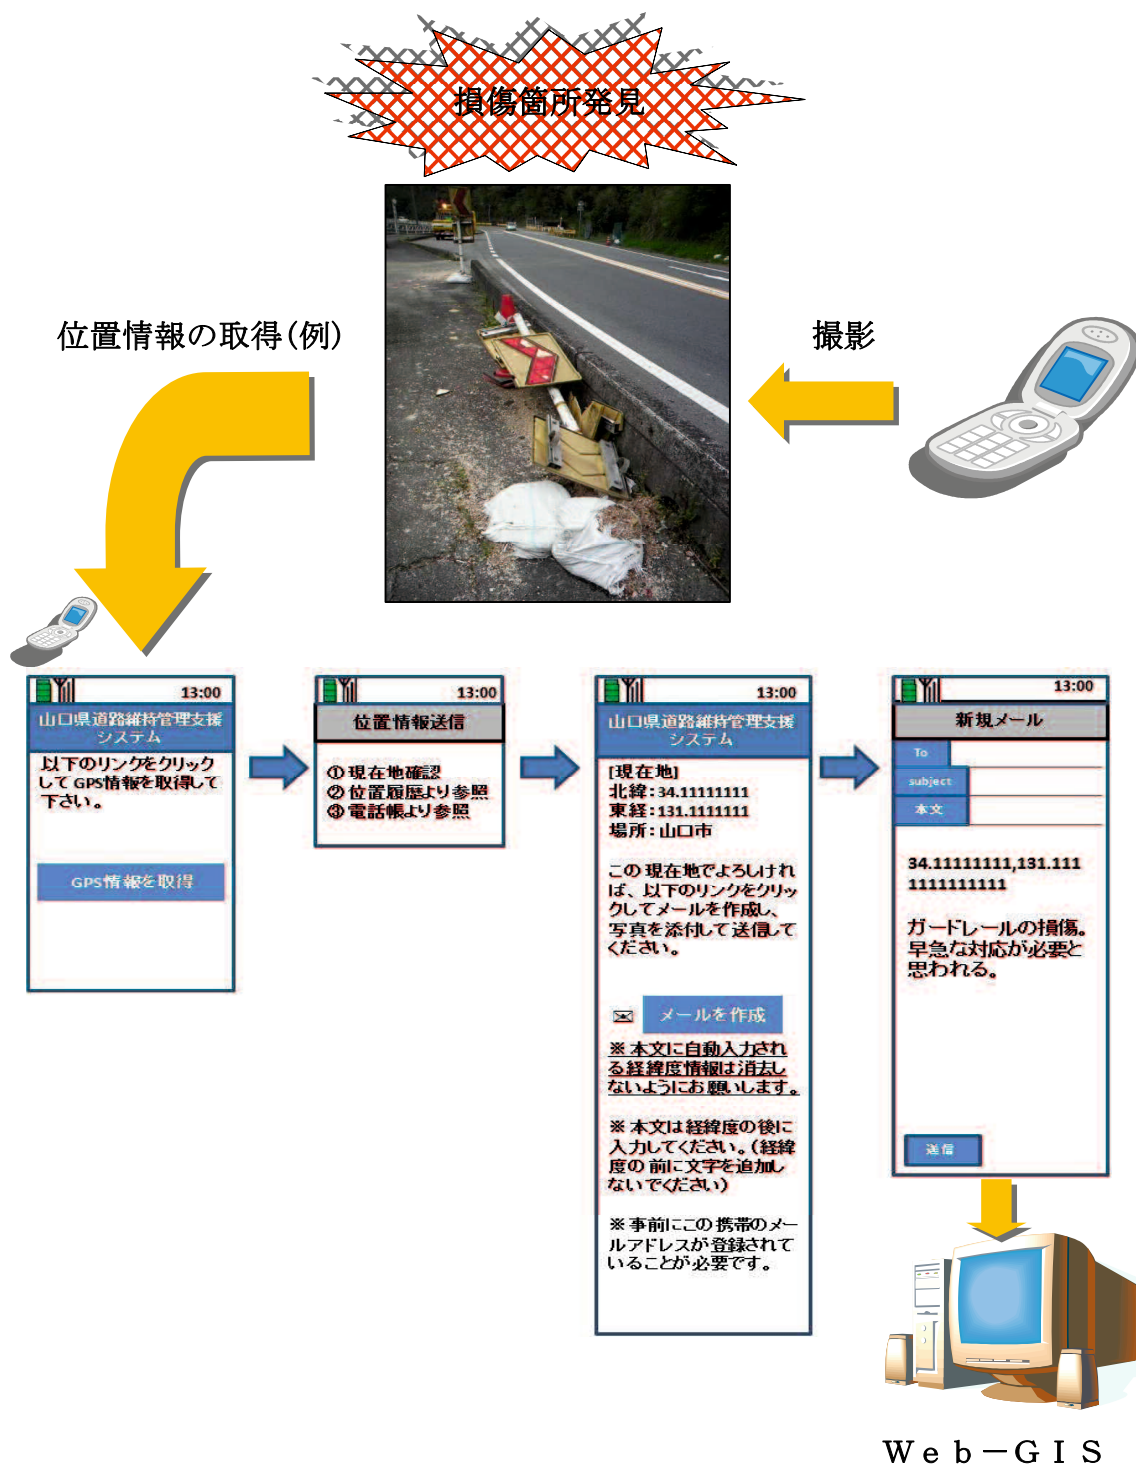 損傷箇所発見
位置情報の取得(例)
撮影
13:00
山口県道路維持管理支援
システム
以下のリンクをクリック
して GPS情報を取得して
下さい。
GPS情報を取得
13:00
位置情報送信
①現在地確認
②位置履歴より参照
③電話帳より参照
13:00
山口県道路維持管理支援
システム
[現在地]
北緯:34.11111111
東経:131.1111111
場所:山口市
この現在地でよろしけれ
ば、以下のリンクをクリッ
クしてメールを作成し、
写真を添付して送信して
ください。
メールを作成
※本文に自動入力され
る経緯度情報は消去し
ないようにお願いします。
※本文は経緯度の後に
入力してください。(経緯
度の前に文字を追加し
ないでください)
※事前にこの携帯のメー
ルアドレスが登録されて
いることが必要です。
13:00
新規メール
To
subject
本文
34.11111111,131.111
1111111111
ガードレールの損傷。
早急な対応が必要と
思われる。
送信
Web-GIS